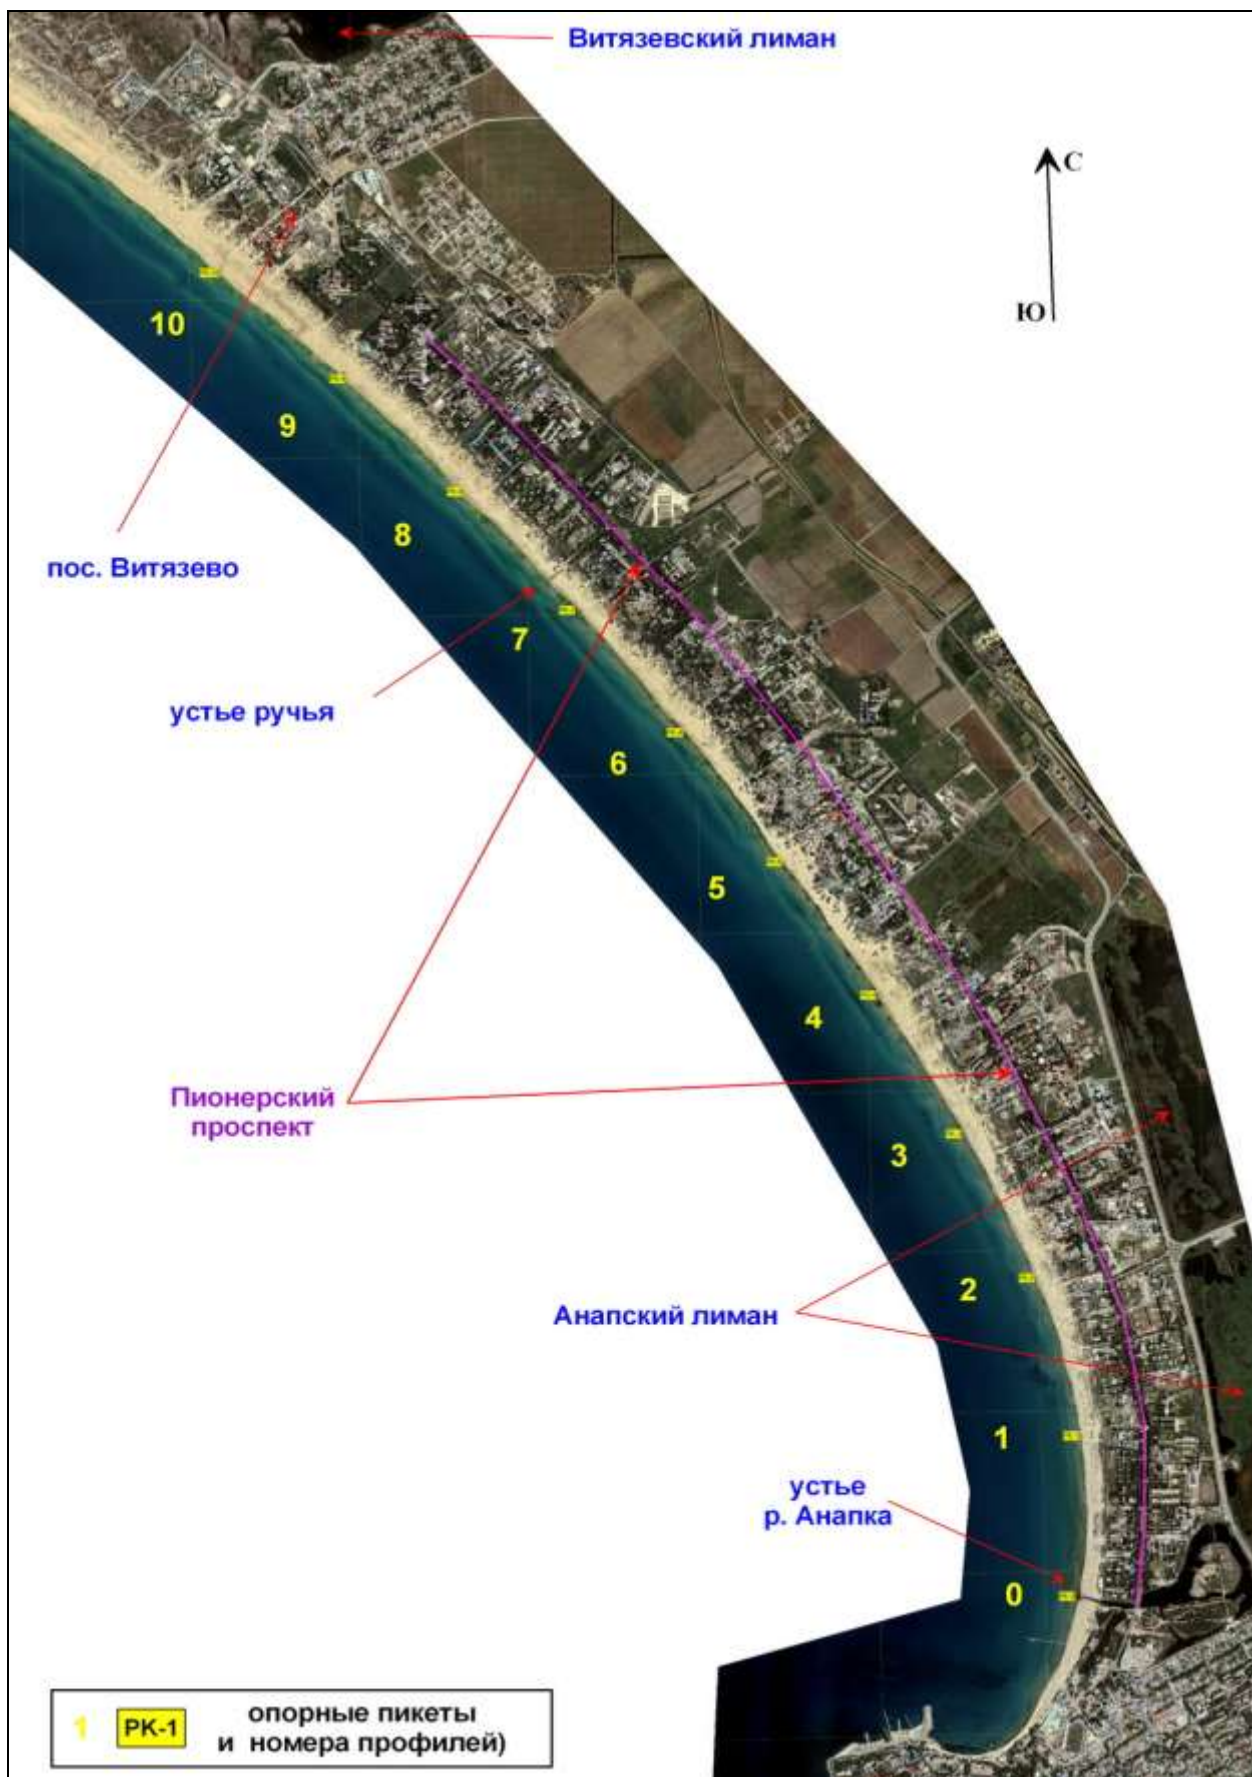 Витязевский лиман
С
Ю
10
9
8
пос. Витязево
7
устье ручья
6
5
4
Пионерский
проспект
3
2
Анапский лиман
1
устье
р. Анапка
0
1 РК-1 опорные пикеты
и номера профилей)